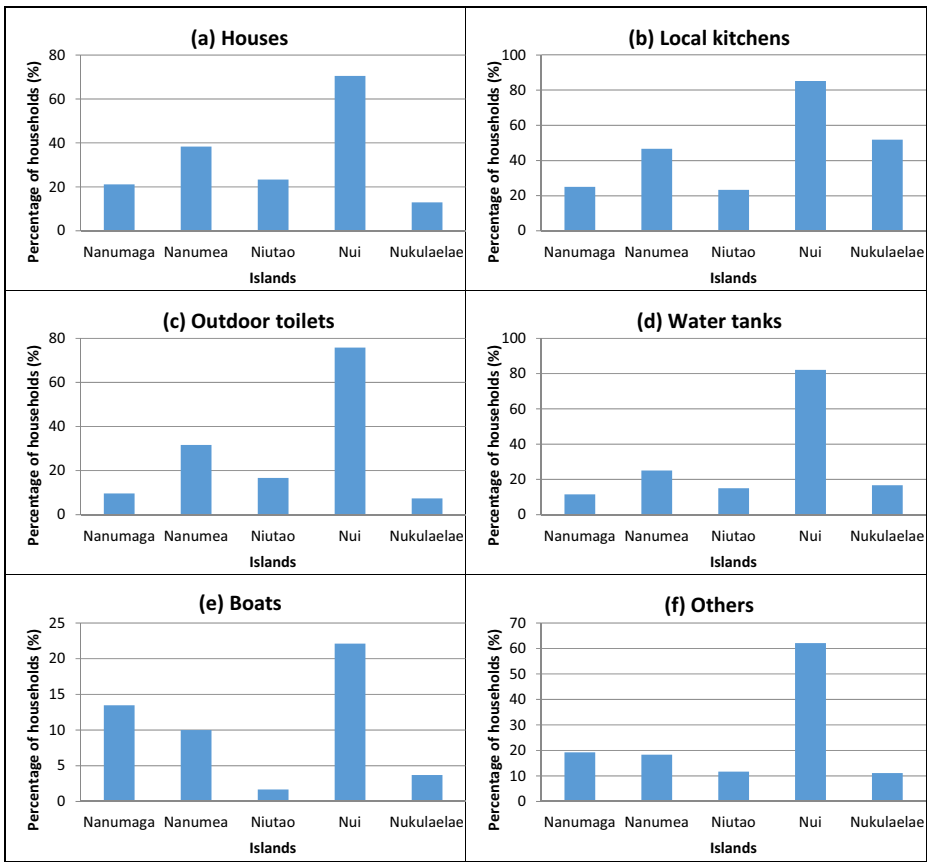 (a) Houses
Percentage of households (%)
80
60
40
20
0
Nanumaga Nanumea Niutao Nui Nukulaelae
Islands
(b) Local kitchens
Percentage of households (%)
100
80
60
40
20
0
Nanumaga Nanumea Niutao Nui Nukulaelae
Islands
(c) Outdoor toilets
Percentage of households (%)
80
60
40
20
0
Nanumaga Nanumea Niutao Nui Nukulaelae
Islands
(d) Water tanks
Percentage of households (%)
100
80
60
40
20
0
Nanumaga Nanumea Niutao Nui Nukulaelae
Islands
(e) Boats
Percentage of households (%)
25
20
15
10
5
0
Nanumaga Nanumea Niutao Nui Nukulaelae
Islands
(f) Others
Percentage of households (%)
70
60
50
40
30
20
10
0
Nanumaga Nanumea Niutao Nui Nukulaelae
Islands